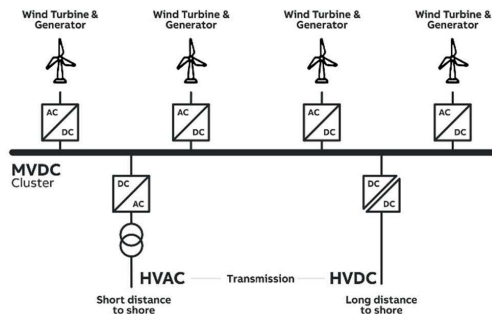 Wind Turbine & Generator
Wind Turbine & Generator
Wind Turbine & Generator
Wind Turbine & Generator
AC DC
AC DC
AC DC
AC DC
MVDC
Cluster
DC AC
DC DC
HVAC
Transmission
HVDC
Short distance to shore
Long distance to shore